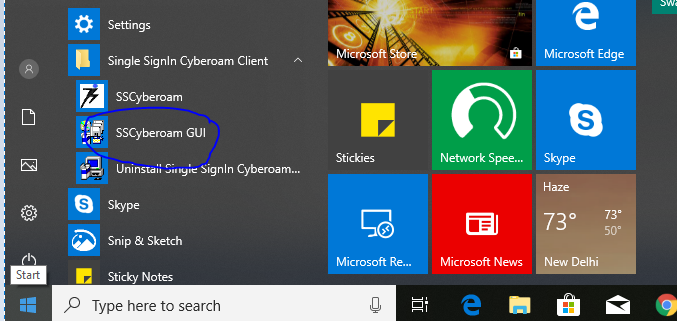 Settings
Single SignIn Cyberoam Client
SSCyberoam
SSCyberoam GUI
Uninstall Single SignIn Cyberoam...
Skype
Snip & Sketch
Sticky Notes
Start
Microsoft Store
Microsoft Edge
Stickies
Network Spee...
Skype
Microsoft Re...
Microsoft News
Haze
73°
73°
50°
New Delhi
Type here to search